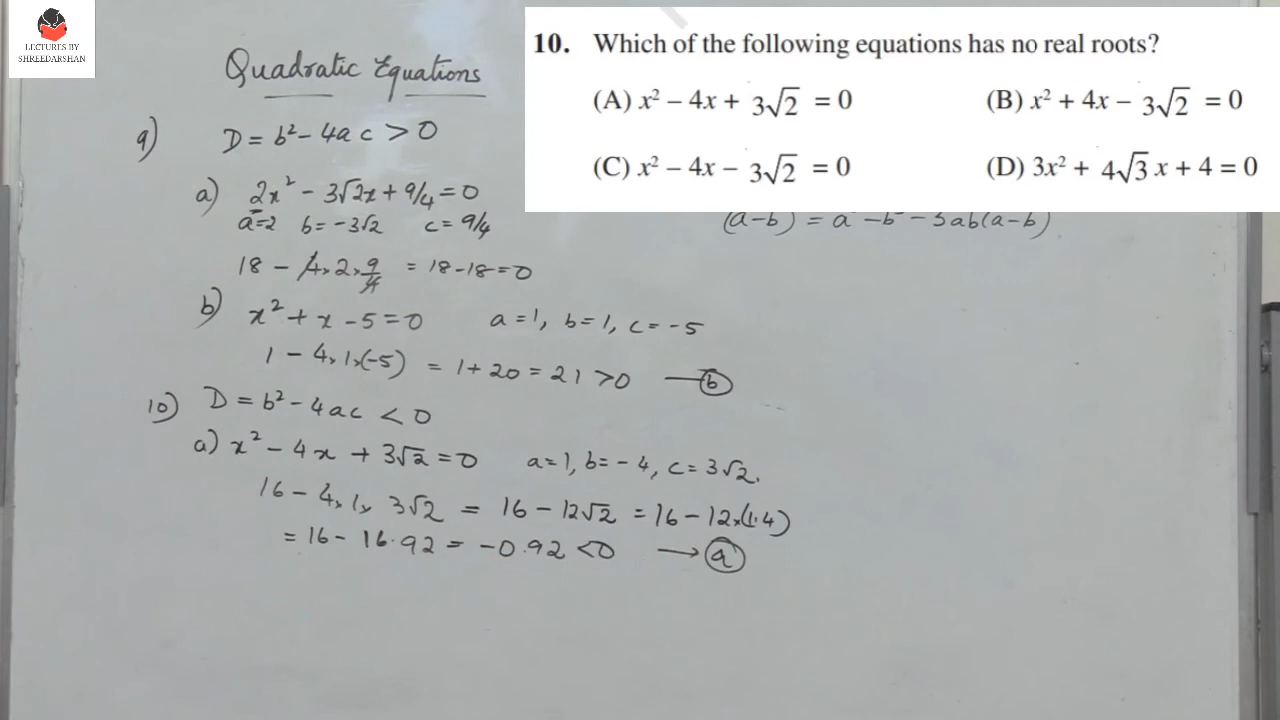 LECTURES BY
SHREEDARSHAN
10. Which of the following equations has no real roots?
(A) x² – 4x + 3√2 = 0 (B) x² + 4x – 3√2 = 0
(C) x² – 4x – 3√2 = 0 (D) 3x² + 4√3 x + 4 = 0
Quadratic Equations
9) D = b² - 4ac > 0
a) 2x² - 3√2x + 9/4 = 0
a=2 b = -3√2 c = 9/4
(a-b) = a - b - 3ab(a-b)
18 - 4×2×9/4 = 18-18=0
b) x² + x - 5 = 0 a = 1, b = 1, c = -5
1 - 4×1×(-5) = 1+20 = 21 >0 → b
10) D = b² - 4ac < 0
a) x² - 4x + 3√2 = 0 a=1, b= -4, c = 3√2.
16 - 4×1× 3√2 = 16 - 12√2 = 16 - 12×(1.4)
= 16 - 16.92 = -0.92 <0 → a